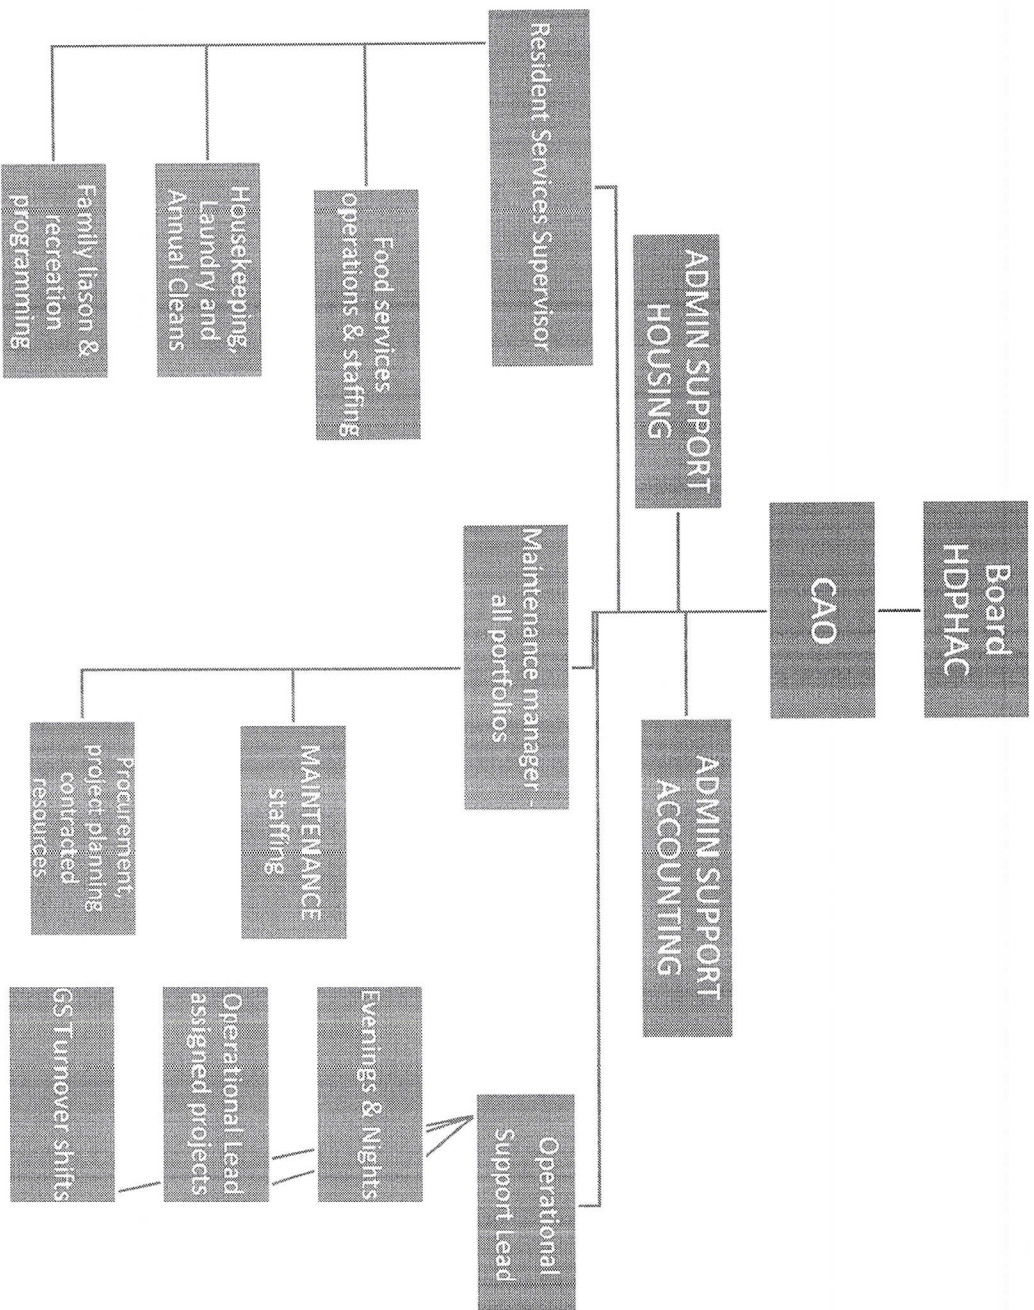 Board
HDPHAC
CAO
ADMIN SUPPORT
HOUSING
ADMIN SUPPORT
ACCOUNTING
Resident Services Supervisor
Food services
operations & staffing
Housekeeping,
Laundry and
Annual Cleans
Family liason &
recreation
programming
Maintenance manager -
all portfolios
MAINTENANCE
staffing
Procurement,
project planning
contracted
resources
Operational
Support Lead
Evenings & Nights
Operational Lead
assigned projects
GS Turnover shifts